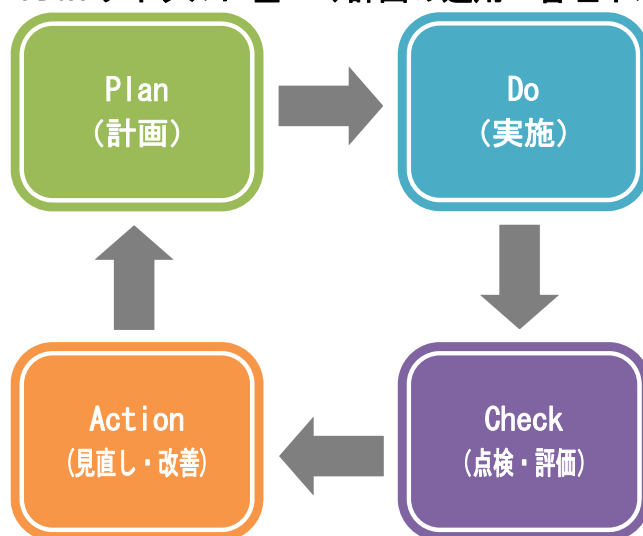 Plan
(計画)
Do
(実施)
Check
(点検・評価)
Action
(見直し・改善)